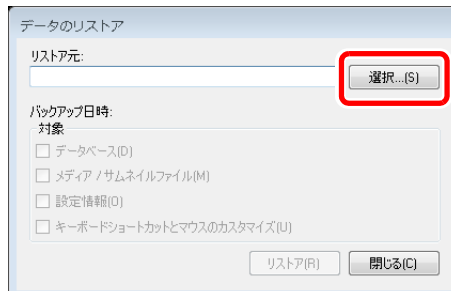 データのリストア
リストア元:
選択...(S)
バックアップ日時:
対象
データベース(D)
メディア / サムネイルファイル(M)
設定情報(O)
キーボードショートカットとマウスのカスタマイズ(U)
リストア(R)
閉じる(C)